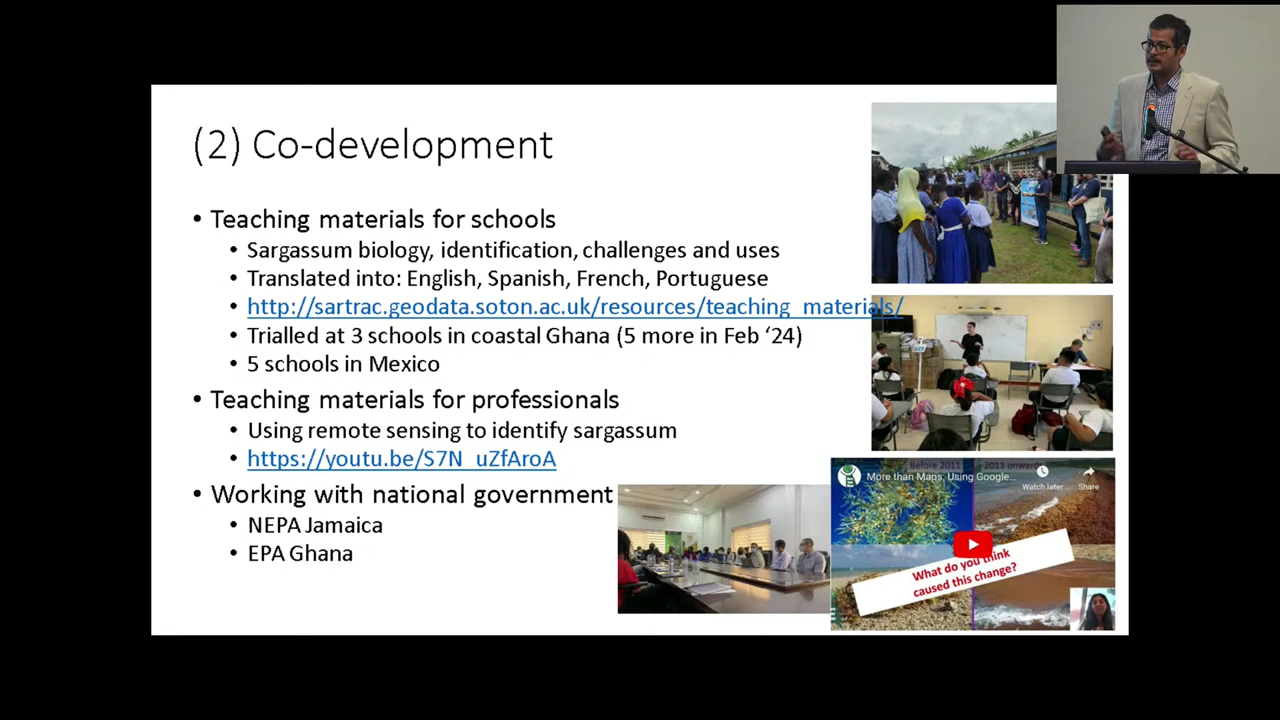 (2) Co-development
• Teaching materials for schools
• Sargassum biology, identification, challenges and uses
• Translated into: English, Spanish, French, Portuguese
• http://sartrac.geodata.soton.ac.uk/resources/teaching_materials/
• Trialled at 3 schools in coastal Ghana (5 more in Feb ‘24)
• 5 schools in Mexico
• Teaching materials for professionals
• Using remote sensing to identify sargassum
• https://youtu.be/S7N_uZfAroA
• Working with national government
• NEPA Jamaica
• EPA Ghana
Before 2011
2011 onwards
More than Maps: Using Google...
Watch later
Share
What do you think
caused this change?